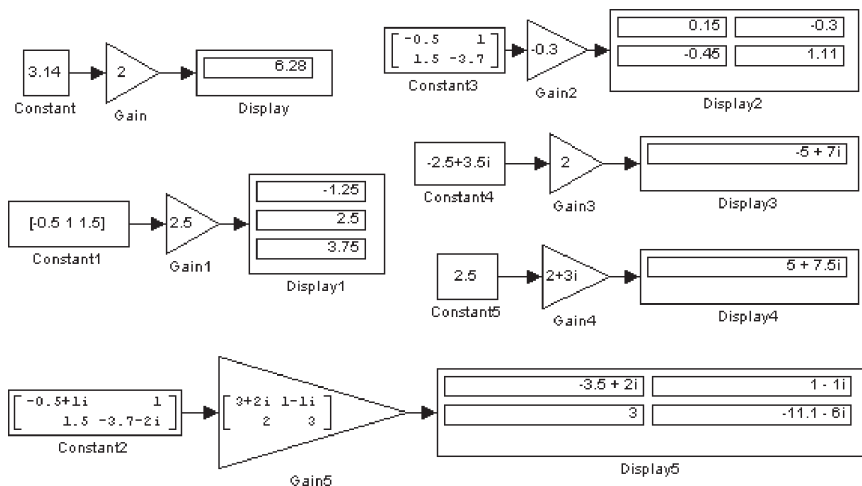 3.14
2
6.28
Constant
Gain
Display
-0.5 1
1.5 -3.7
-0.3
0.15 -0.3
-0.45 1.11
Constant3
Gain2
Display2
-2.5+3.5i
2
-5 + 7i
Constant4
Gain3
Display3
[-0.5 1 1.5]
2.5
-1.25
2.5
3.75
Constant1
Gain1
Display1
2.5
2+3i
5 + 7.5i
Constant5
Gain4
Display4
-0.5+1i 1
1.5 -3.7-2i
3+2i 1-1i
2 3
-3.5 + 2i 1 - 1i
3 -11.1 - 6i
Constant2
Gain5
Display5